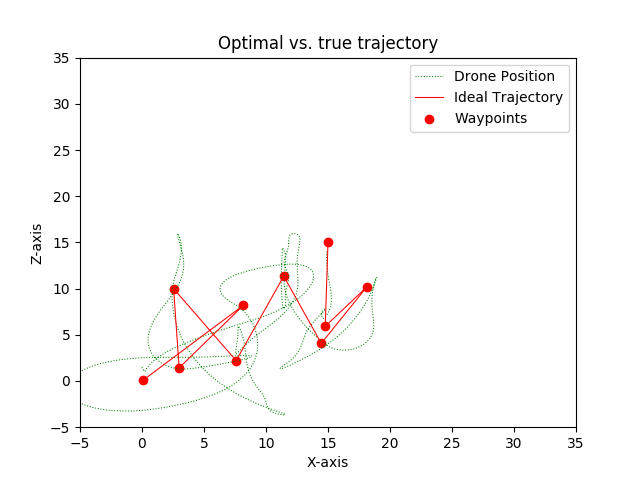 Optimal vs. true trajectory
Drone Position
Ideal Trajectory
Waypoints
Z-axis
35
30
25
20
15
10
5
0
−5
−5 0 5 10 15 20 25 30 35
X-axis